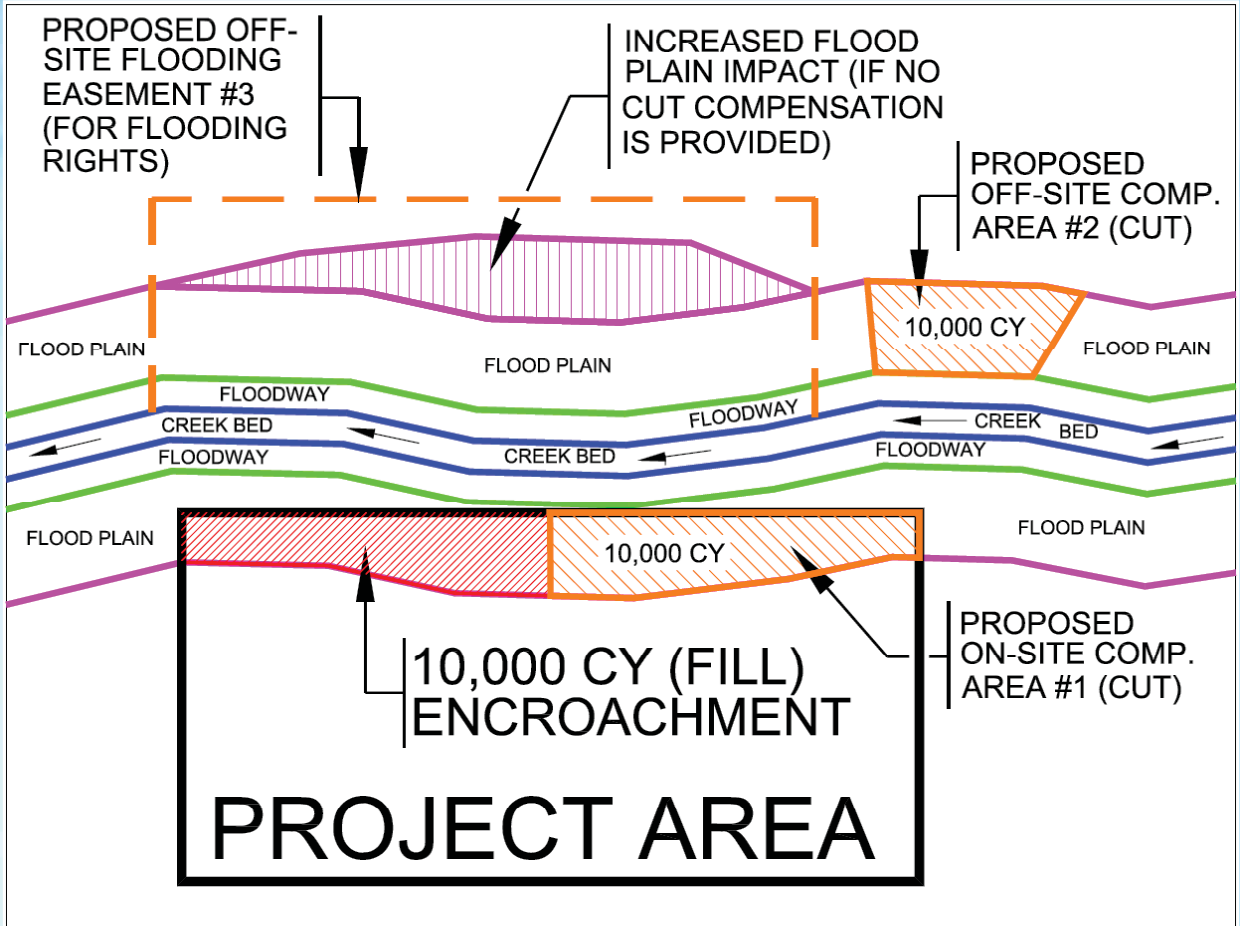 PROPOSED OFF-
SITE FLOODING
EASEMENT #3
(FOR FLOODING
RIGHTS)
INCREASED FLOOD
PLAIN IMPACT (IF NO
CUT COMPENSATION
IS PROVIDED)
PROPOSED
OFF-SITE COMP.
AREA #2 (CUT)
10,000 CY
FLOOD PLAIN
FLOOD PLAIN
FLOOD PLAIN
FLOODWAY
FLOODWAY
CREEK BED
CREEK BED
FLOODWAY
CREEK BED
FLOODWAY
FLOOD PLAIN
10,000 CY
FLOOD PLAIN
10,000 CY (FILL)
ENCROACHMENT
PROPOSED
ON-SITE COMP.
AREA #1 (CUT)
PROJECT AREA